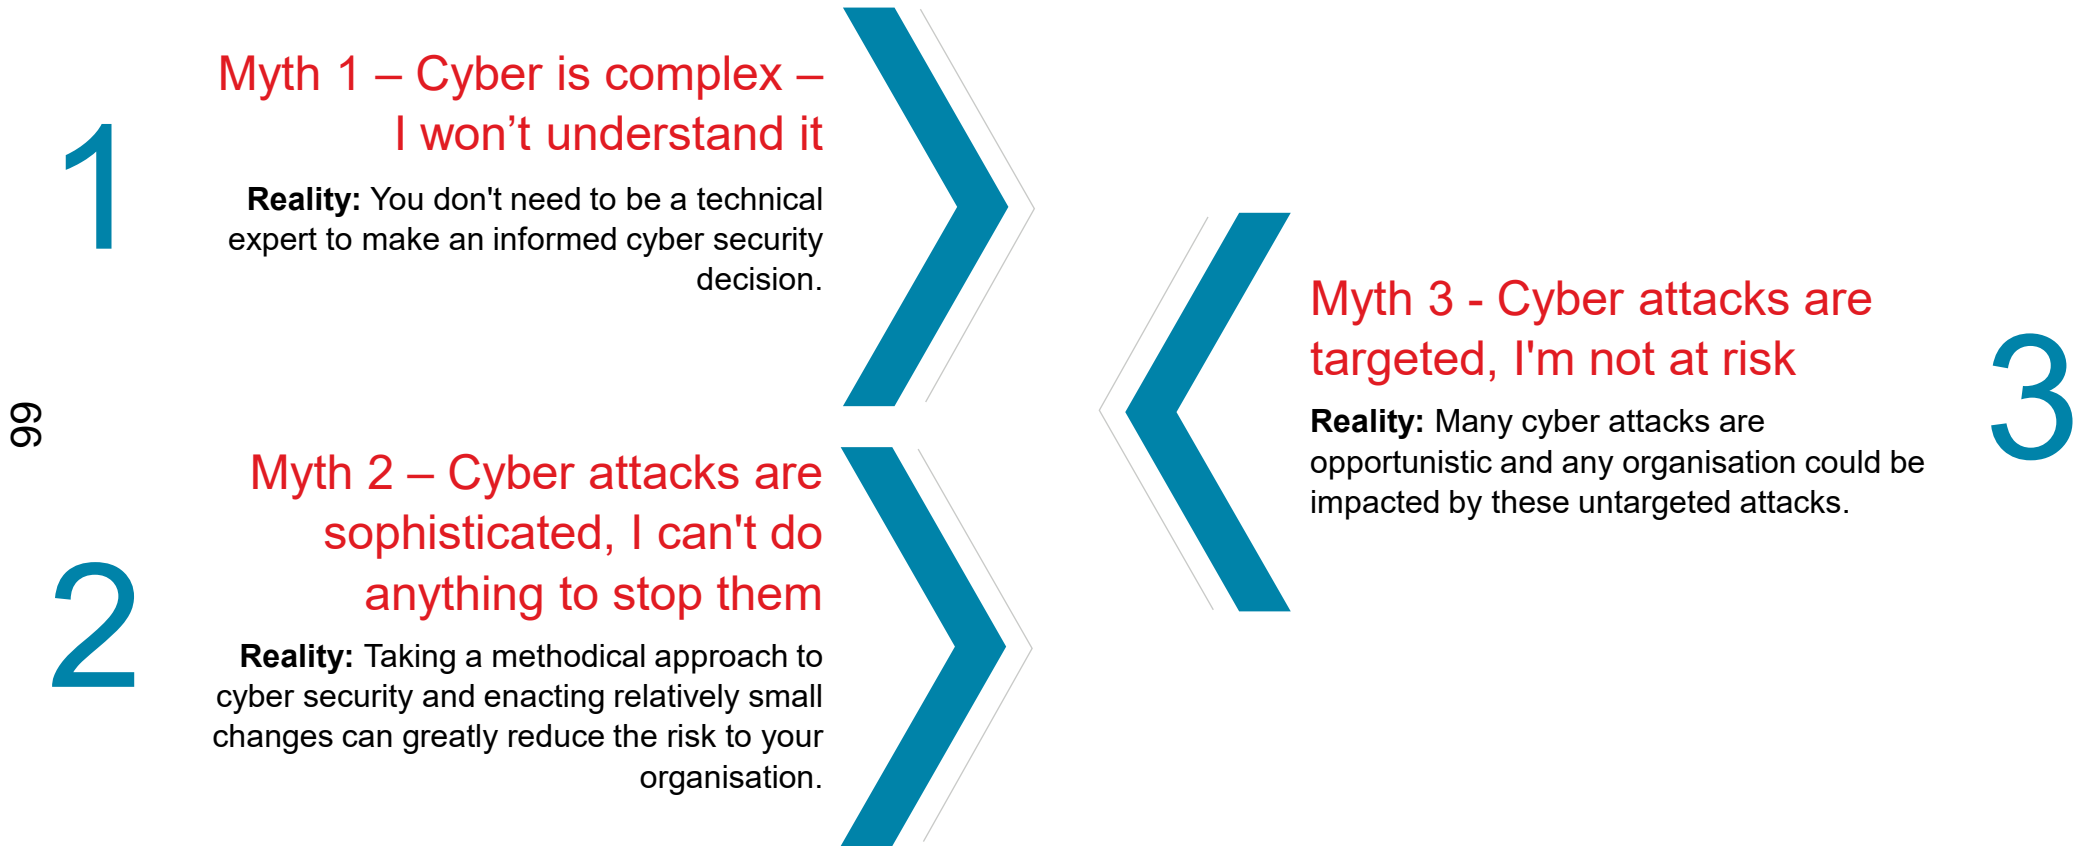 1
Myth 1 – Cyber is complex –
I won’t understand it
Reality: You don't need to be a technical
expert to make an informed cyber security
decision.
2
Myth 2 – Cyber attacks are
sophisticated, I can't do
anything to stop them
Reality: Taking a methodical approach to
cyber security and enacting relatively small
changes can greatly reduce the risk to your
organisation.
Myth 3 - Cyber attacks are
targeted, I'm not at risk
Reality: Many cyber attacks are
opportunistic and any organisation could be
impacted by these untargeted attacks.
3
99